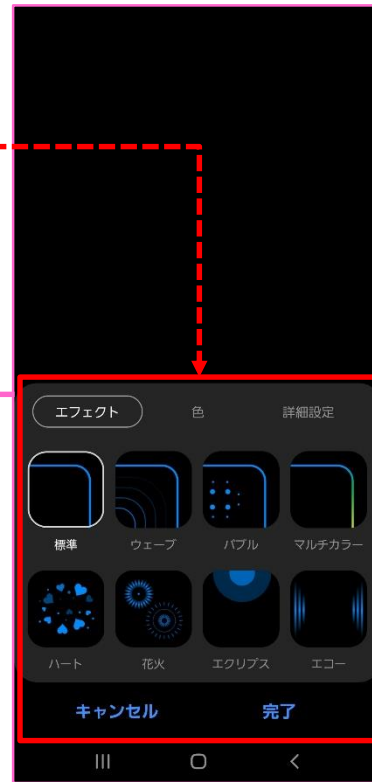 エフェクト 色 詳細設定
標準 ウェーブ バブル マルチカラー
ハート 花火 エクリプス エコー
キャンセル 完了